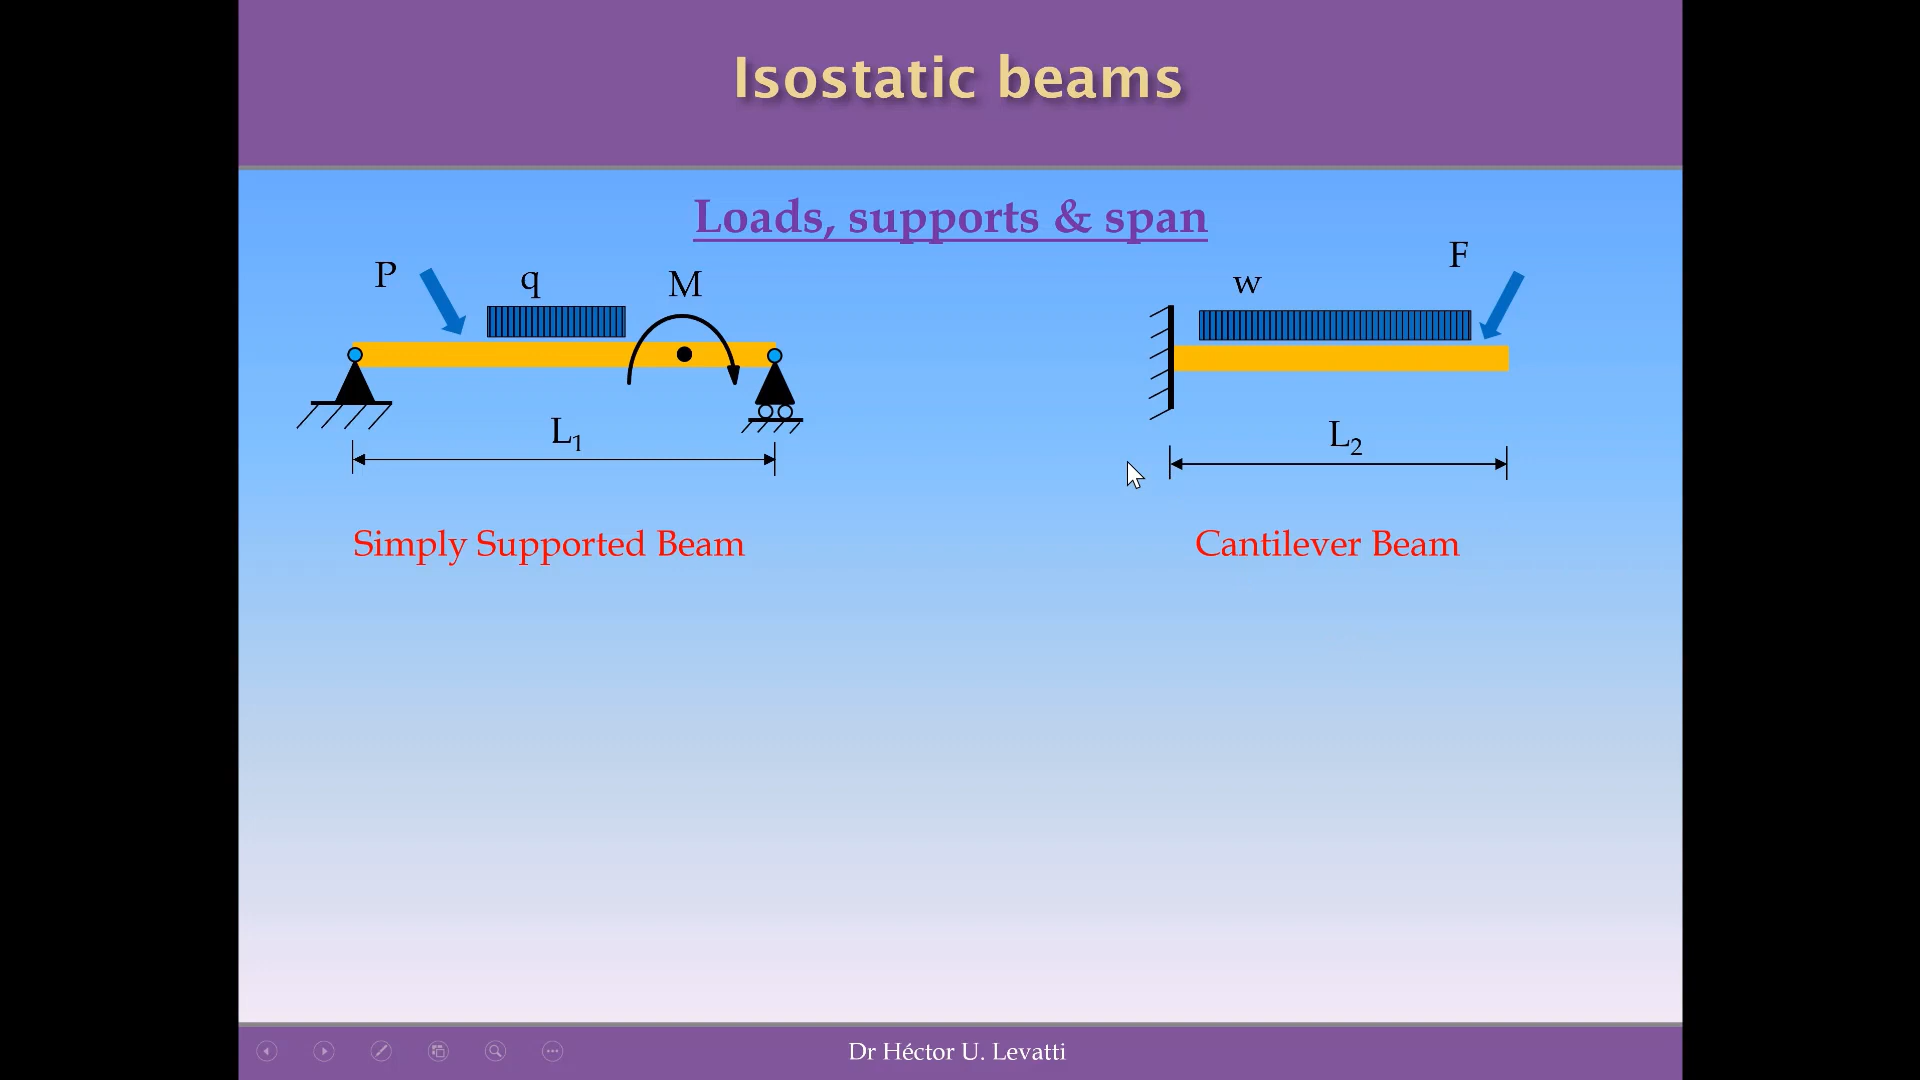 Isostatic beams
Loads, supports & span
P
q
M
w
F
L₁
L₂
Simply Supported Beam
Cantilever Beam
Dr Héctor U. Levatti